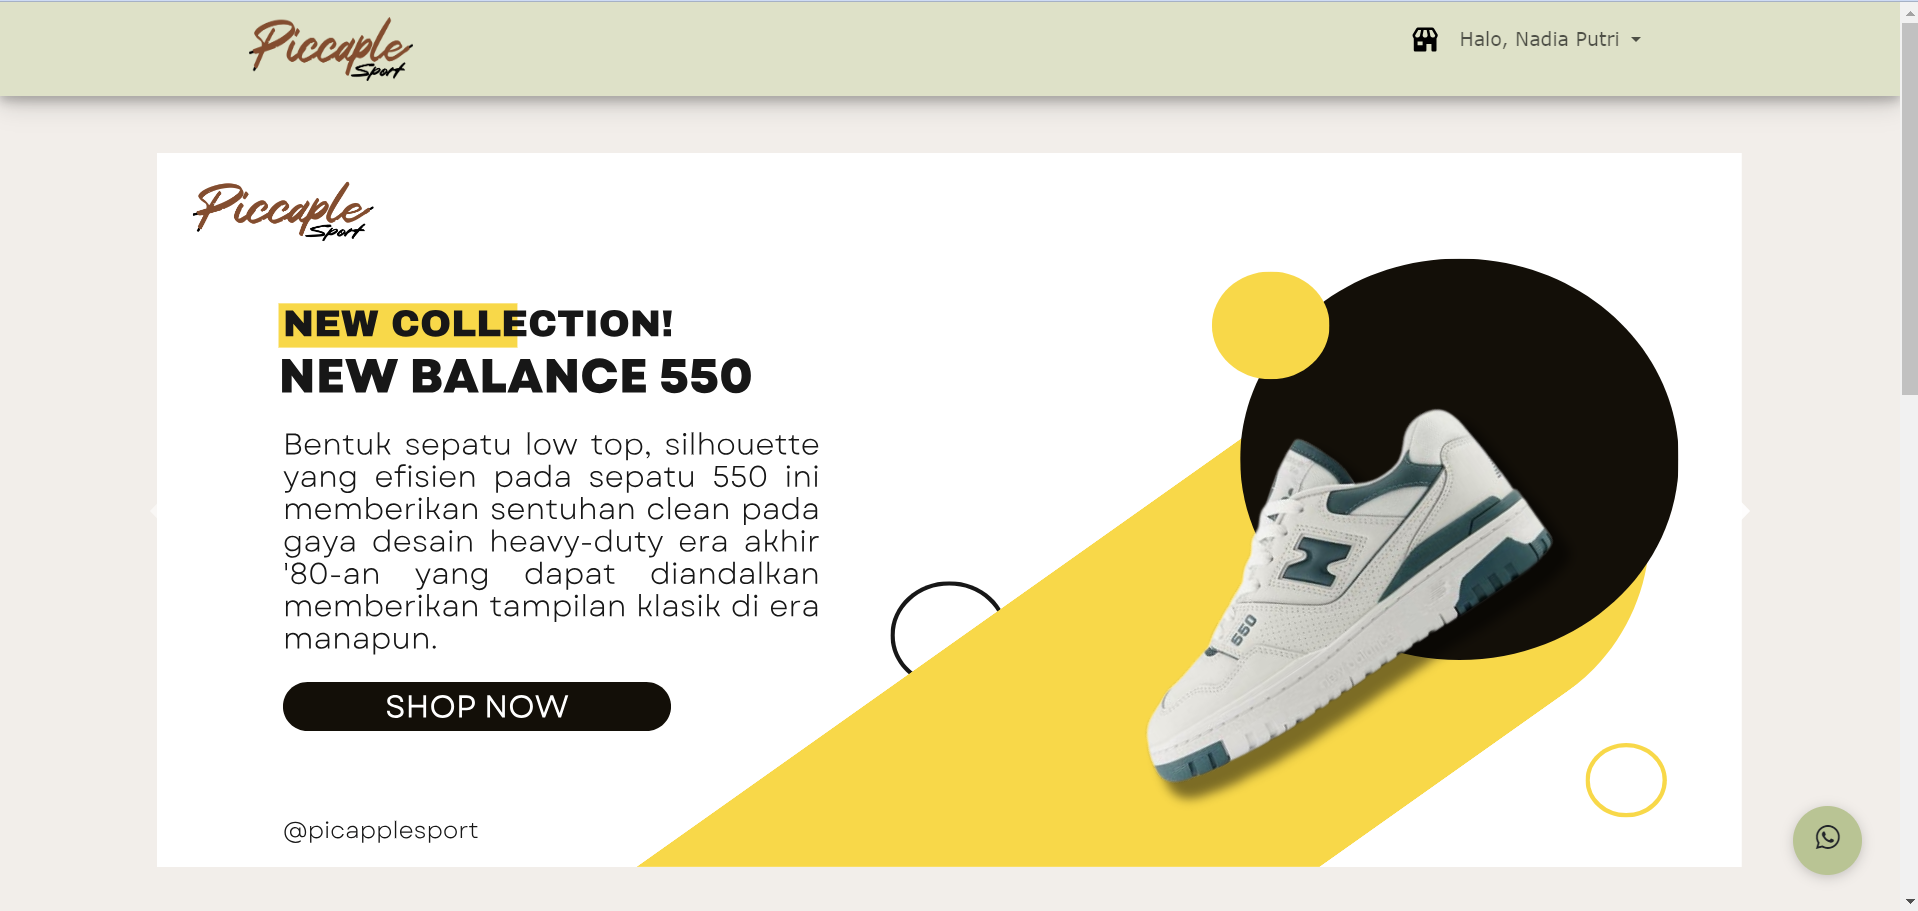 Piccaple
Sport
Halo, Nadia Putri
Piccaple
Sport
NEW COLLECTION!
NEW BALANCE 550
Bentuk sepatu low top, silhouette
yang efisien pada sepatu 550 ini
memberikan sentuhan clean pada
gaya desain heavy-duty era akhir
'80-an yang dapat diandalkan
memberikan tampilan klasik di era
manapun.
SHOP NOW
550
@picapplesport